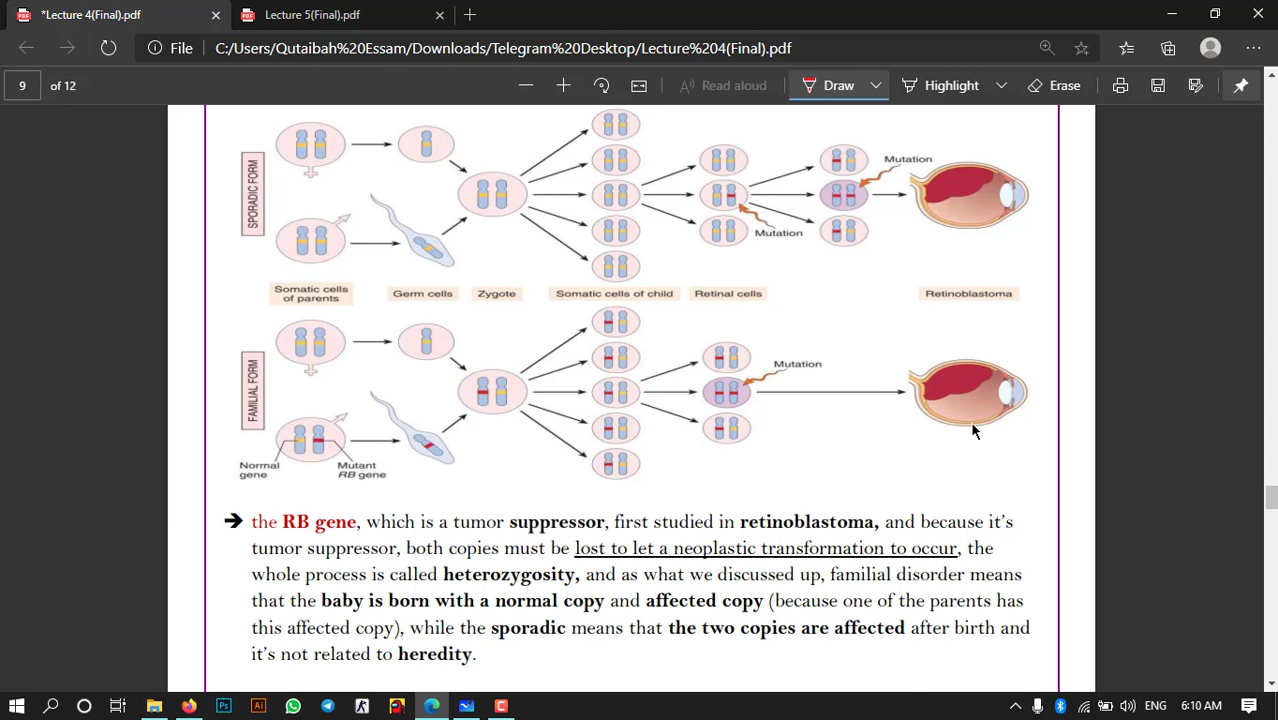 *Lecture 4(Final).pdf
Lecture 5(Final).pdf
File
C:/Users/Qutaibah%20Essam/Downloads/Telegram%20Desktop/Lecture%204(Final).pdf
9 of 12
Read aloud
Draw
Highlight
Erase
SPORADIC FORM
Mutation
Mutation
Somatic cells of parents
Germ cells
Zygote
Somatic cells of child
Retinal cells
Retinoblastoma
FAMILIAL FORM
Mutation
Normal gene
Mutant RB gene
➔ the RB gene, which is a tumor suppressor, first studied in retinoblastoma, and because it's
tumor suppressor, both copies must be lost to let a neoplastic transformation to occur, the
whole process is called heterozygosity, and as what we discussed up, familial disorder means
that the baby is born with a normal copy and affected copy (because one of the parents has
this affected copy), while the sporadic means that the two copies are affected after birth and
it's not related to heredity.
Ps
Ai
ENG
6:10 AM